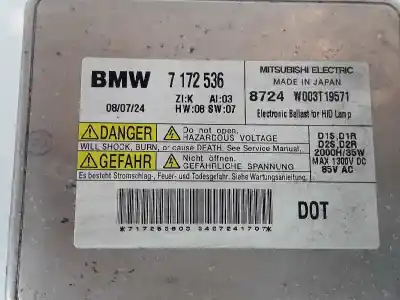 BMW 7 172 536
MITSUBISHI ELECTRIC
MADE IN JAPAN
08/07/24
ZI:K AI:03
HW:08 SW:07
8724 W003T19571
Electronic Ballast for HID Lamp
DANGER
Do not open.
HAZARDOUS VOLTAGE
WILL SHOCK, BURN, or cause DEATH. See Service Manual.
GEFAHR
Nicht öffnen.
GEFÄHRLICHE SPANNUNG
Es besteht Stromschlag-, Feuer- und Todesgefahr. Siehe Wartungsanleitung.
D1S,D1R
D2S,D2R
2000H/35W
MAX 1300V DC
85V AC
DOT